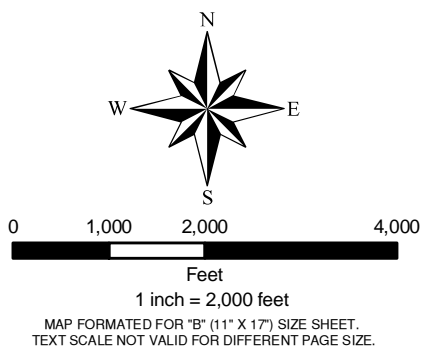 N
W E
S
0 1,000 2,000 4,000
Feet
1 inch = 2,000 feet
MAP FORMATED FOR "B" (11" X 17") SIZE SHEET.
TEXT SCALE NOT VALID FOR DIFFERENT PAGE SIZE.